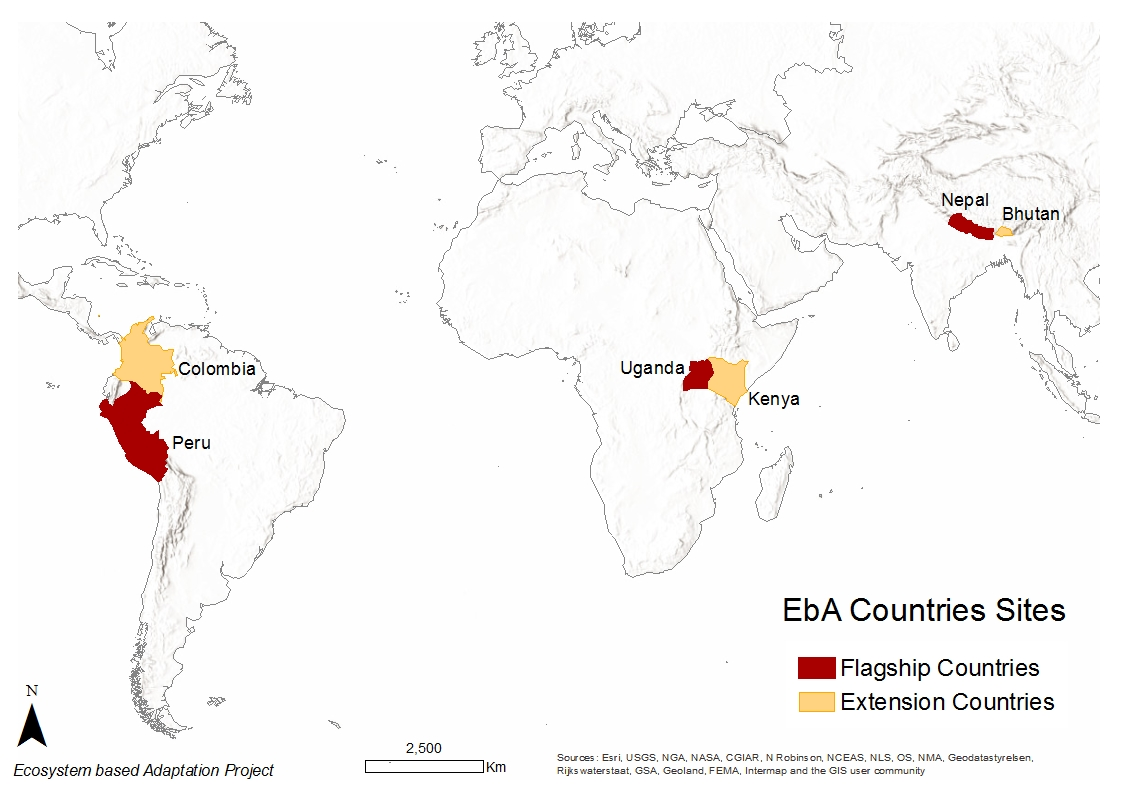 Nepal
Bhutan
Colombia
Uganda
Kenya
Peru
EbA Countries Sites
Flagship Countries
Extension Countries
N
2,500
Km
Ecosystem based Adaptation Project
Sources: Esri, USGS, NGA, NASA, CGIAR, N Robinson, NCEAS, NLS, OS, NMA, Geodatastyrelsen,
Rijkswaterstaat, GSA, Geoland, FEMA, Intermap and the GIS user community